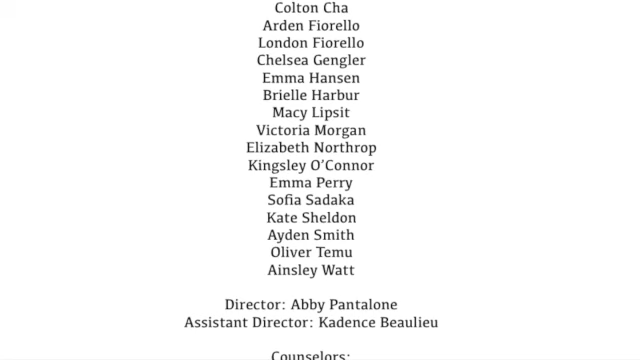 Colton Cha
Arden Fiorello
London Fiorello
Chelsea Gengler
Emma Hansen
Brielle Harbur
Macy Lipsit
Victoria Morgan
Elizabeth Northrop
Kingsley O’Connor
Emma Perry
Sofia Sadaka
Kate Sheldon
Ayden Smith
Oliver Temu
Ainsley Watt
Director: Abby Pantalone
Assistant Director: Kadence Beaulieu
Counselors: